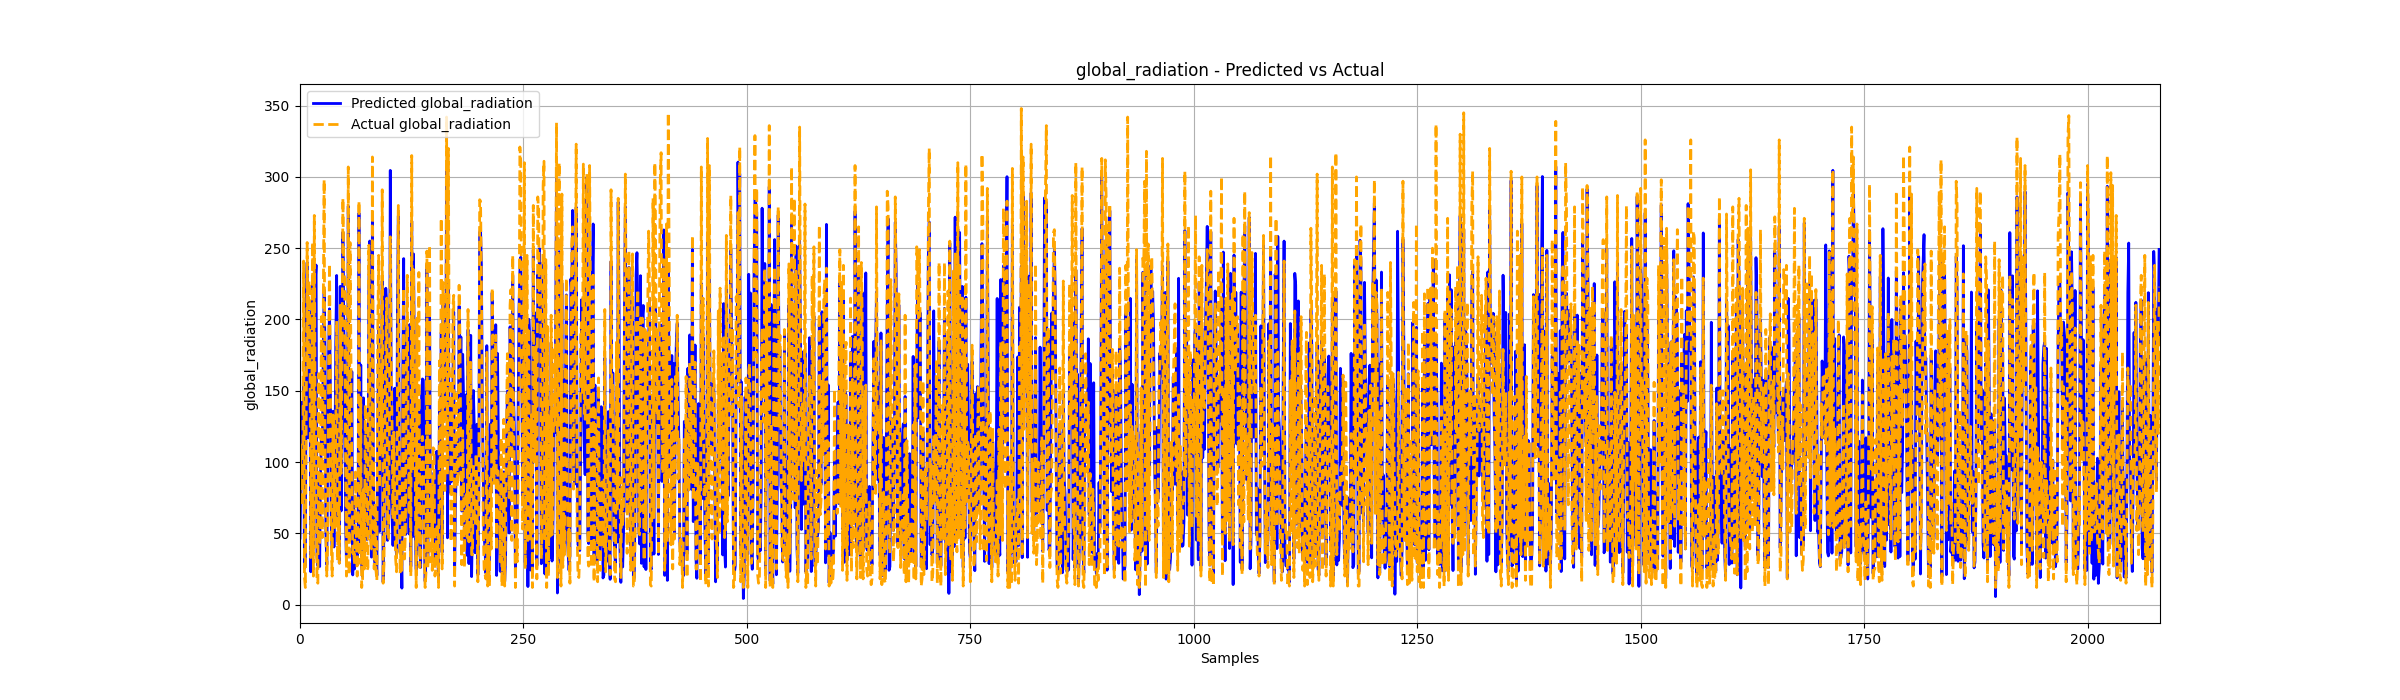 global_radiation - Predicted vs Actual
Predicted global_radiation
Actual global_radiation
global_radiation
350
300
250
200
150
100
50
0
0 250 500 750 1000 1250 1500 1750 2000
Samples